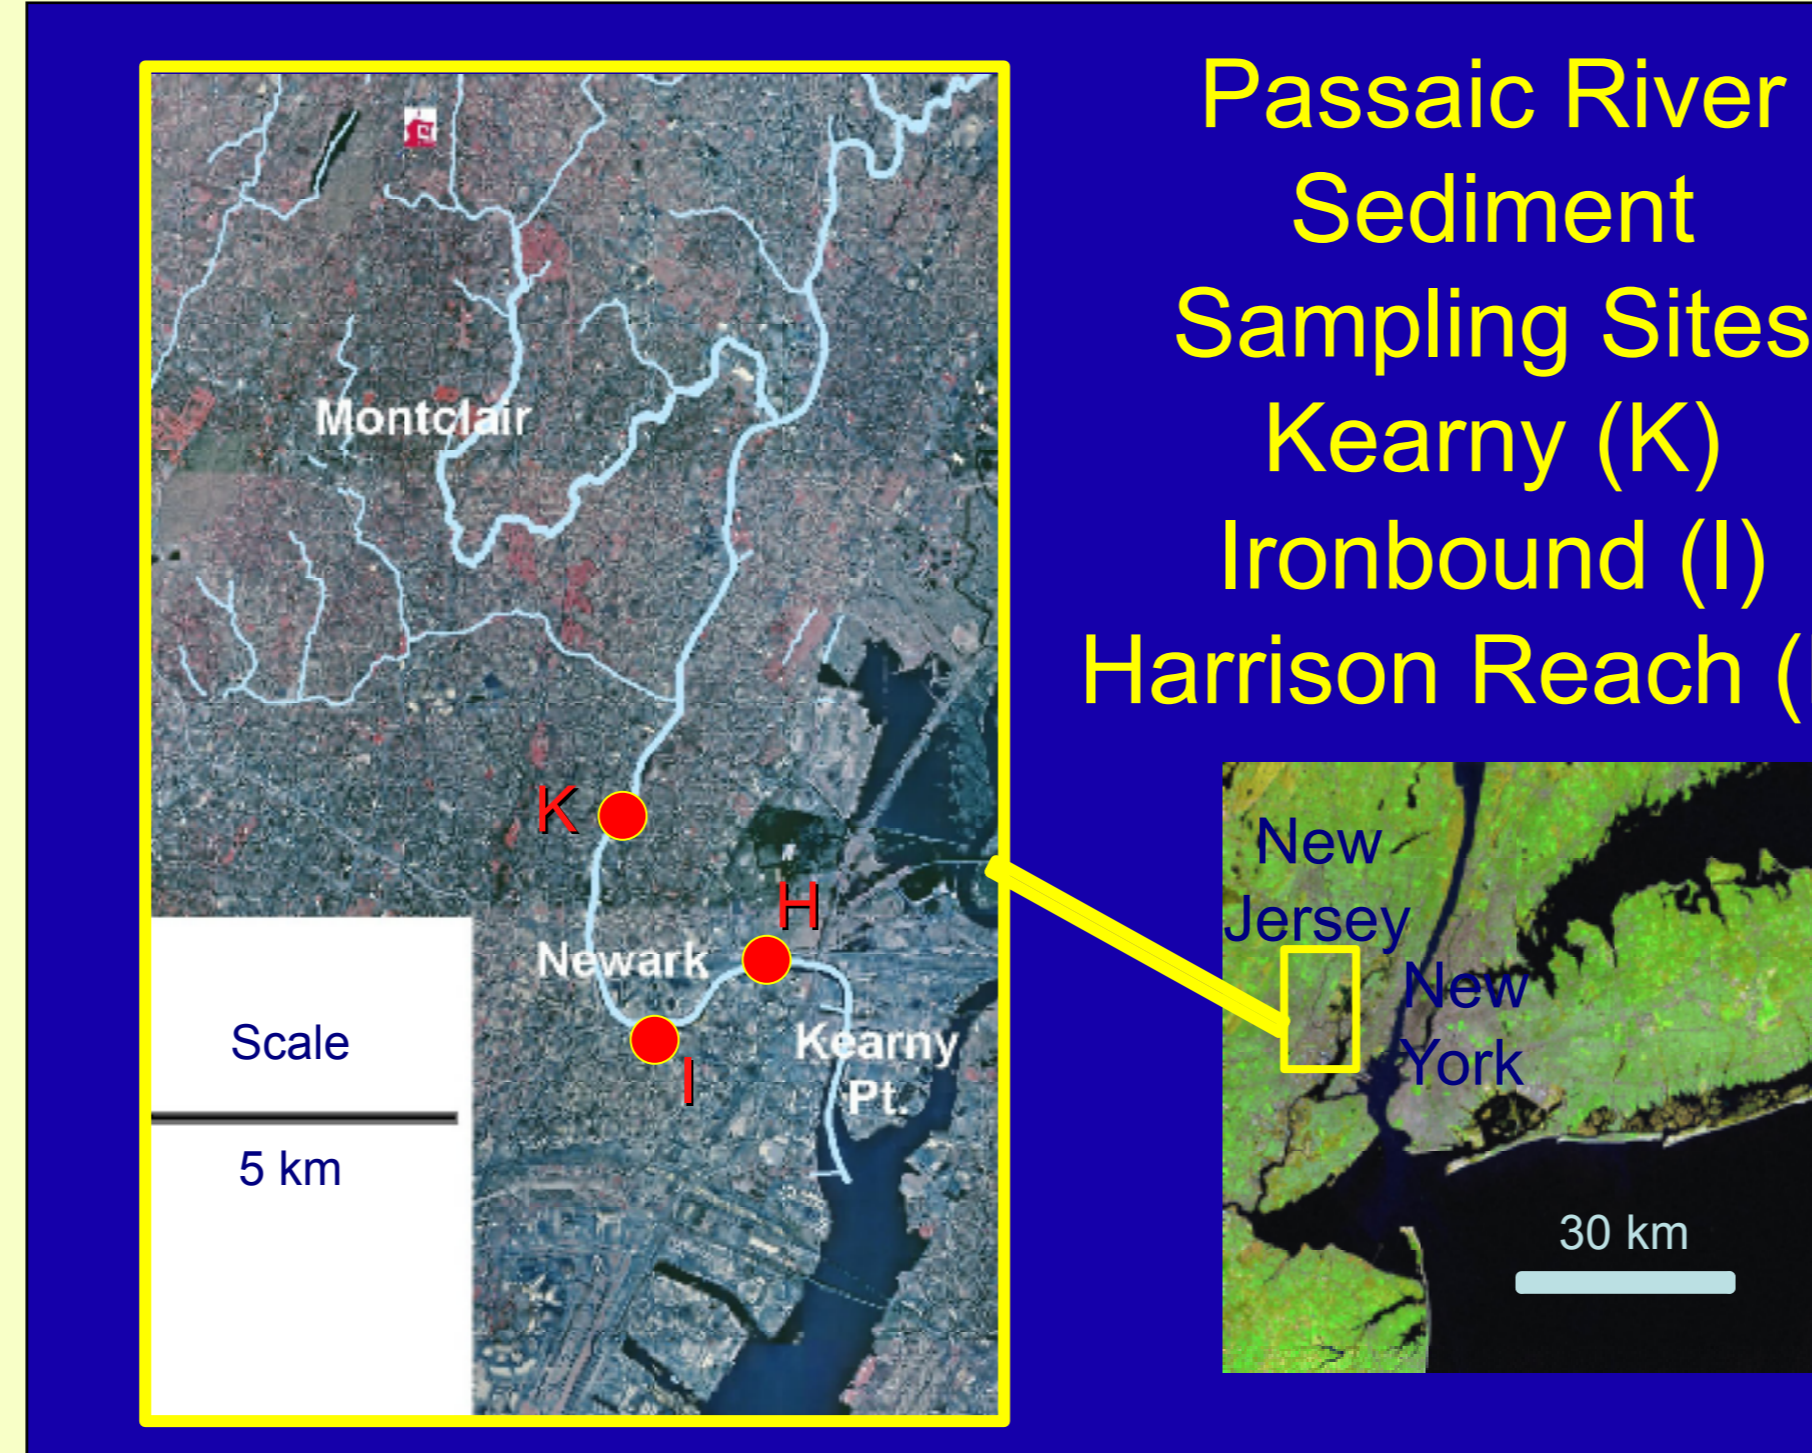 Passaic River
Sediment
Sampling Sites
Kearny (K)
Ironbound (I)
Harrison Reach (
Montclair
K
H
Newark
I
Kearny
Pt.
Scale
5 km
New
Jersey
New
York
30 km